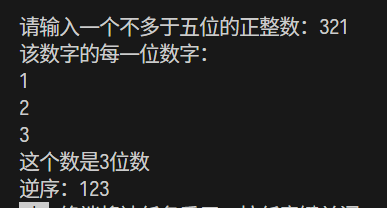 请输入一个不多于五位的正整数：321
该数字的每一位数字：
1
2
3
这个数是3位数
逆序：123